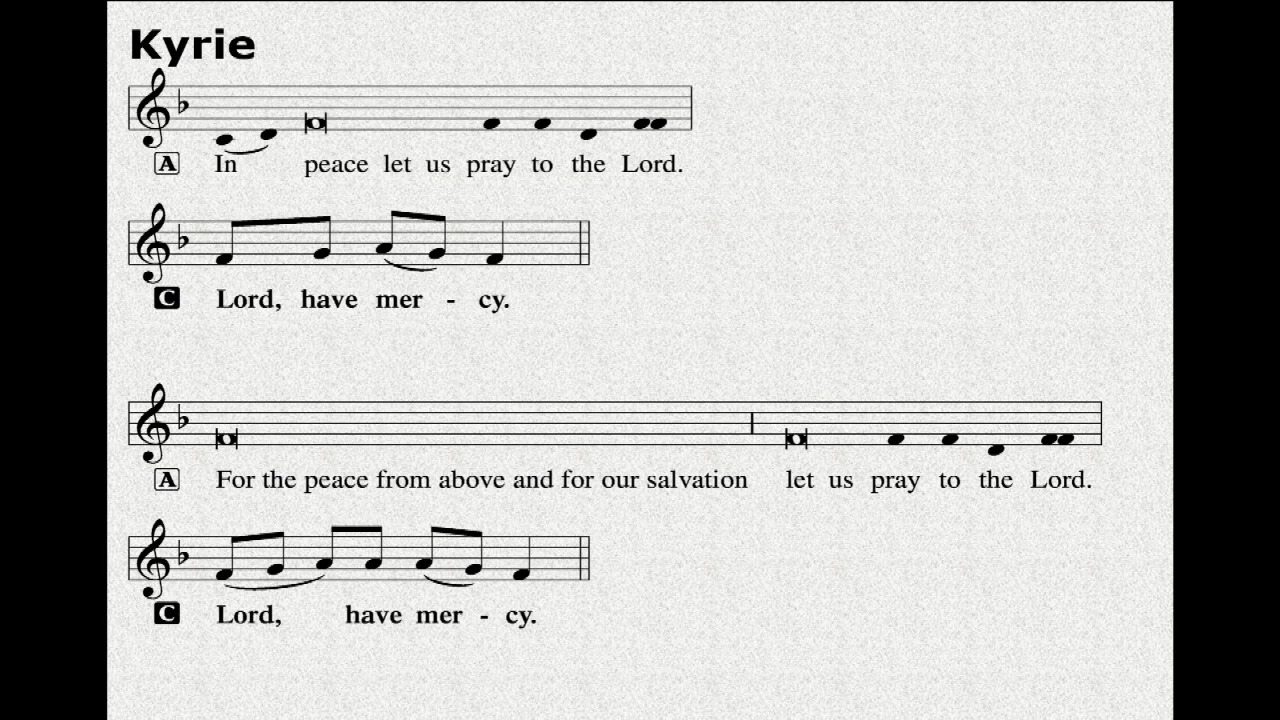 Kyrie
A In peace let us pray to the Lord.
C Lord, have mer - cy.
A For the peace from above and for our salvation let us pray to the Lord.
C Lord, have mer - cy.